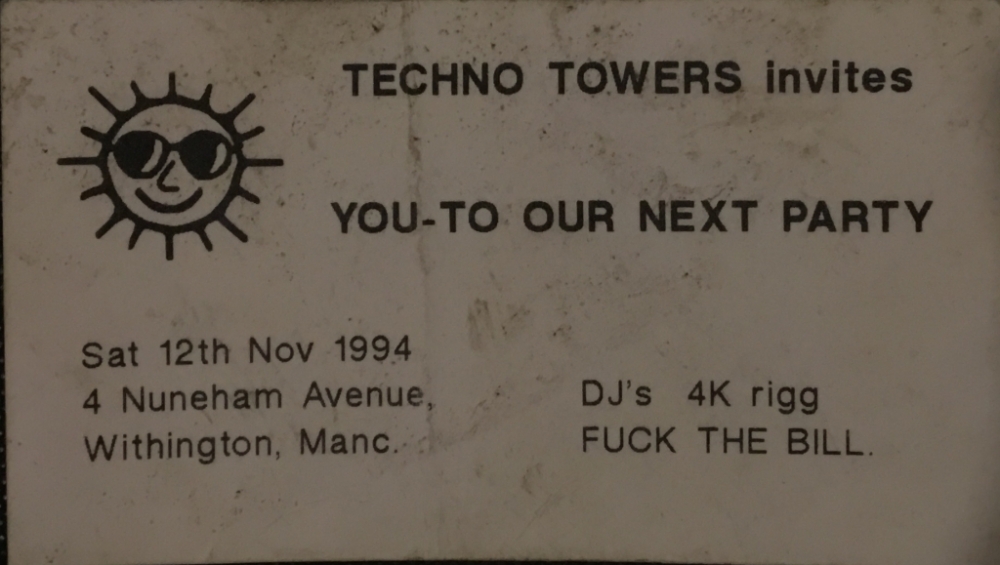 TECHNO TOWERS invites
YOU-TO OUR NEXT PARTY
Sat 12th Nov 1994
4 Nuneham Avenue,
Withington, Manc.
DJ's 4K rigg
FUCK THE BILL.